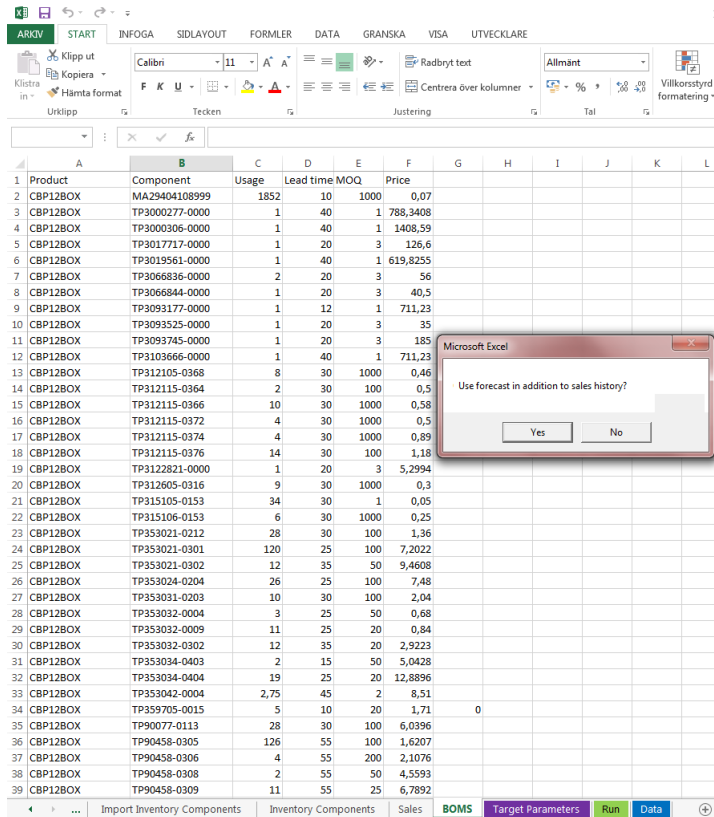 ARKIV START INFOGA SIDLAYOUT FORMLER DATA GRANSKA VISA UTVECKLARE
Klistra in
Klipp ut
Kopiera
Hämta format
Urklipp
Calibri 11 A A
F K U A
Tecken
Radbryt text
Centrera över kolumner
Justering
Allmänt
% ,
Tal
Villkorsstyrd
formatering
fx
A B C D E F G H I J K L
1 Product Component Usage Lead time MOQ Price
2 CBP12BOX MA29404108999 1852 10 1000 0,07
3 CBP12BOX TP3000277-0000 1 40 1 788,3408
4 CBP12BOX TP3000306-0000 1 40 1 1408,59
5 CBP12BOX TP3017717-0000 1 20 3 126,6
6 CBP12BOX TP3019561-0000 1 40 1 619,8255
7 CBP12BOX TP3066836-0000 2 20 3 56
8 CBP12BOX TP3066844-0000 1 20 3 40,5
9 CBP12BOX TP3093177-0000 1 12 1 711,23
10 CBP12BOX TP3093525-0000 1 20 3 35
11 CBP12BOX TP3093745-0000 1 20 3 185
12 CBP12BOX TP3103666-0000 1 40 1 711,23
13 CBP12BOX TP312105-0368 8 30 1000 0,46
14 CBP12BOX TP312115-0364 2 30 100 0,5
15 CBP12BOX TP312115-0366 10 30 1000 0,58
16 CBP12BOX TP312115-0372 4 30 1000 0,5
17 CBP12BOX TP312115-0374 4 30 1000 0,89
18 CBP12BOX TP312115-0376 14 30 100 1,18
19 CBP12BOX TP3122821-0000 1 20 3 5,2994
20 CBP12BOX TP312605-0316 9 30 1000 0,3
21 CBP12BOX TP315105-0153 34 30 1 0,05
22 CBP12BOX TP315106-0153 6 30 1000 0,25
23 CBP12BOX TP353021-0212 28 30 100 1,36
24 CBP12BOX TP353021-0301 120 25 100 7,2022
25 CBP12BOX TP353021-0302 12 35 50 9,4608
26 CBP12BOX TP353024-0204 26 25 100 7,48
27 CBP12BOX TP353031-0203 10 30 100 2,04
28 CBP12BOX TP353032-0004 3 25 50 0,68
29 CBP12BOX TP353032-0009 11 25 20 0,84
30 CBP12BOX TP353032-0302 12 35 20 2,9223
31 CBP12BOX TP353034-0403 2 15 50 5,0428
32 CBP12BOX TP353034-0404 19 25 20 12,8896
33 CBP12BOX TP353042-0004 2,75 45 2 8,51
34 CBP12BOX TP359705-0015 5 10 20 1,71 0
35 CBP12BOX TP90077-0113 28 30 100 6,0396
36 CBP12BOX TP90458-0305 126 55 100 1,6207
37 CBP12BOX TP90458-0306 4 55 200 2,1076
38 CBP12BOX TP90458-0308 2 55 50 4,5593
39 CBP12BOX TP90458-0309 11 55 25 6,7892
Microsoft Excel
Use forecast in addition to sales history?
Yes No
... Import Inventory Components Inventory Components Sales BOMS Target Parameters Run Data